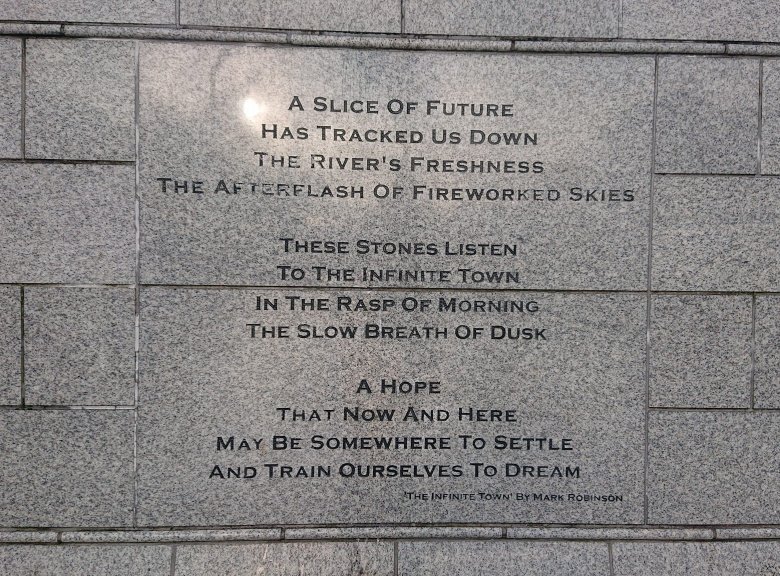 A Slice Of Future
Has Tracked Us Down
The River's Freshness
The Afterflash Of Fireworked Skies
These Stones Listen
To The Infinite Town
In The Rasp Of Morning
The Slow Breath Of Dusk
A Hope
That Now And Here
May Be Somewhere To Settle
And Train Ourselves To Dream
'The Infinite Town' By Mark Robinson